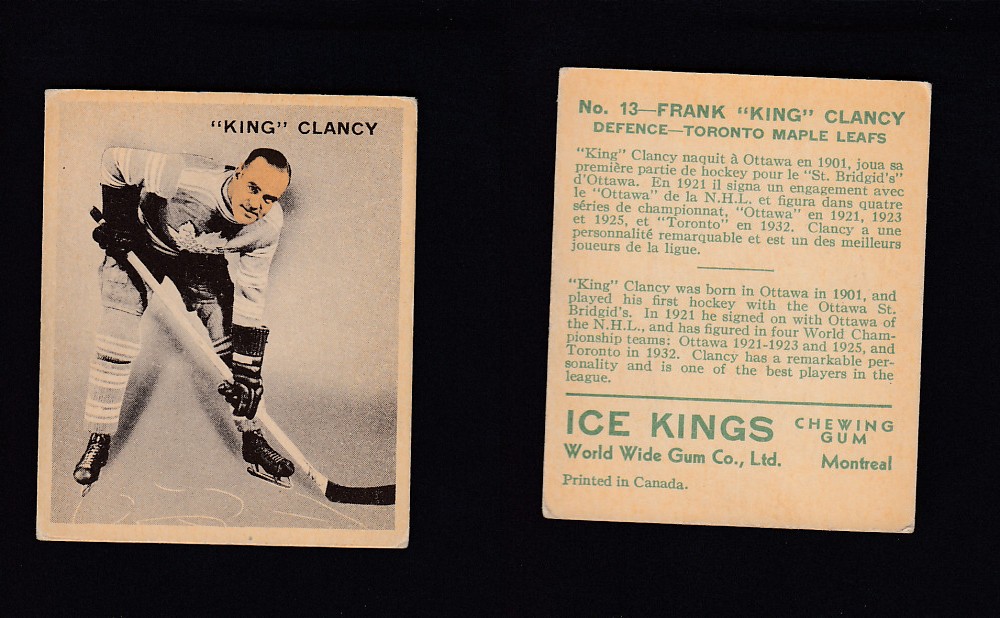 "KING" CLANCY
No. 13—FRANK "KING" CLANCY
DEFENCE—TORONTO MAPLE LEAFS
"King" Clancy naquit à Ottawa en 1901, joua sa
première partie de hockey pour le "St. Bridgid's"
d'Ottawa. En 1921 il signa un engagement avec
le "Ottawa" de la N.H.L. et figura dans quatre
séries de championnat, "Ottawa" en 1921, 1923
et 1925, et "Toronto" en 1932. Clancy a une
personnalité remarquable et est un des meilleurs
joueurs de la ligue.
"King" Clancy was born in Ottawa in 1901, and
played his first hockey with the Ottawa St.
Bridgid's. In 1921 he signed on with Ottawa of
the N.H.L., and has figured in four World Cham-
pionship teams: Ottawa 1921-1923 and 1925, and
Toronto in 1932. Clancy has a remarkable per-
sonality and is one of the best players in the
league.
ICE KINGS CHEWING GUM
World Wide Gum Co., Ltd. Montreal
Printed in Canada.